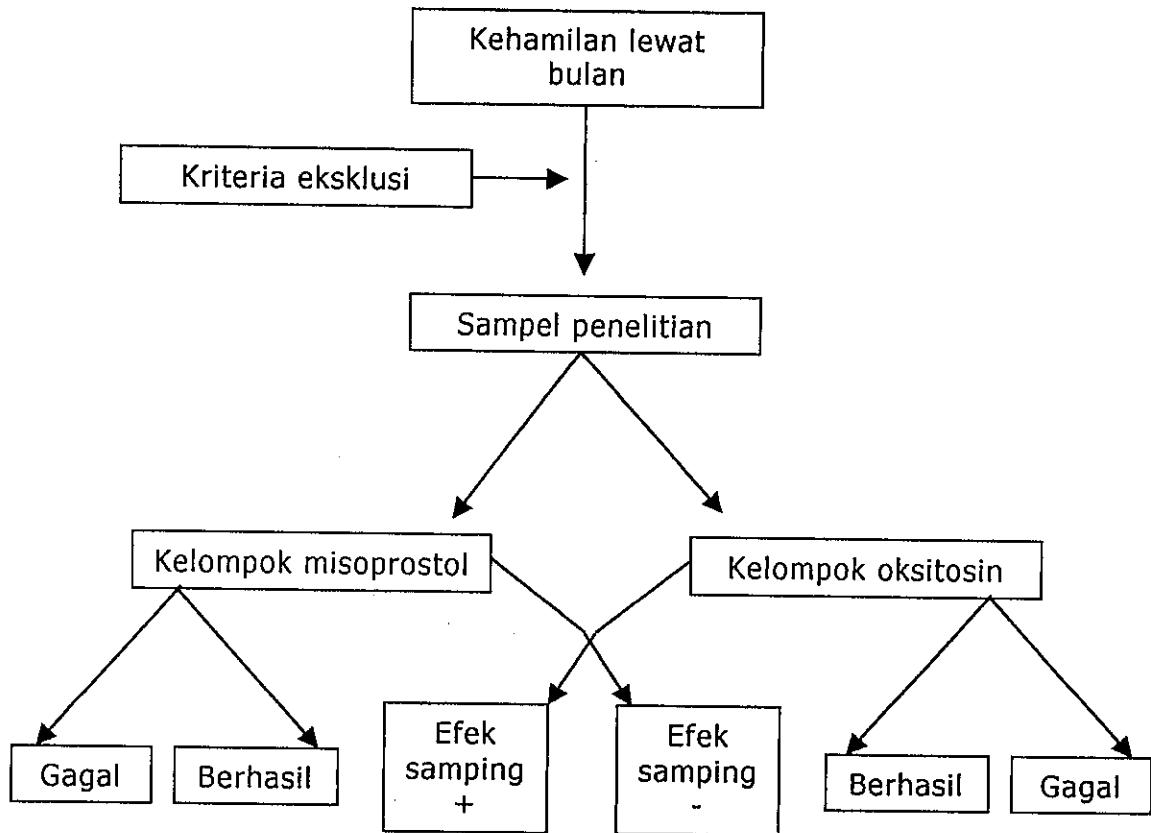 Kehamilan lewat
bulan
Kriteria eksklusi
Sampel penelitian
Kelompok misoprostol
Kelompok oksitosin
Gagal
Berhasil
Efek
samping
+
Efek
samping
-
Berhasil
Gagal